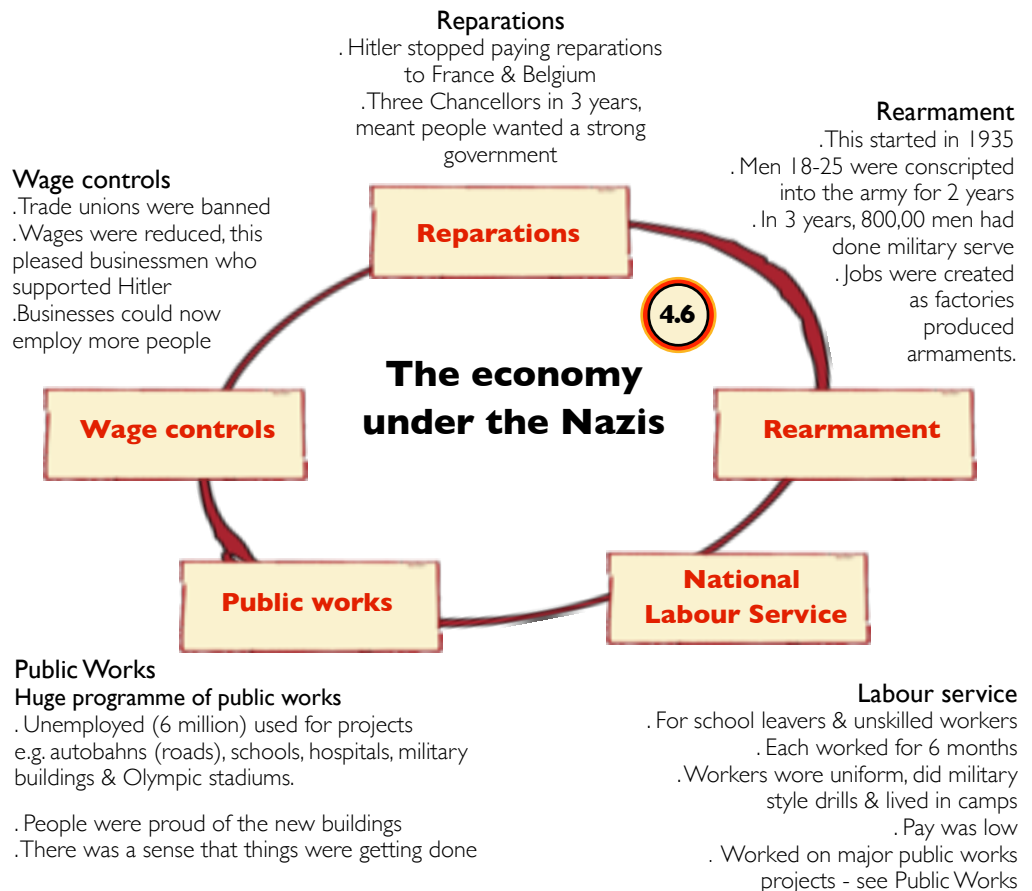 Reparations
. Hitler stopped paying reparations
to France & Belgium
. Three Chancellors in 3 years,
meant people wanted a strong
government
Rearmament
. This started in 1935
. Men 18-25 were conscripted
into the army for 2 years
. In 3 years, 800,00 men had
done military serve
. Jobs were created
as factories
produced
armaments.
Wage controls
. Trade unions were banned
. Wages were reduced, this
pleased businessmen who
supported Hitler
. Businesses could now
employ more people
Reparations
4.6
The economy
under the Nazis
Wage controls
Rearmament
Public works
National
Labour Service
Public Works
Huge programme of public works
. Unemployed (6 million) used for projects
e.g. autobahns (roads), schools, hospitals, military
buildings & Olympic stadiums.
. People were proud of the new buildings
. There was a sense that things were getting done
Labour service
. For school leavers & unskilled workers
. Each worked for 6 months
. Workers wore uniform, did military
style drills & lived in camps
. Pay was low
. Worked on major public works
projects - see Public Works